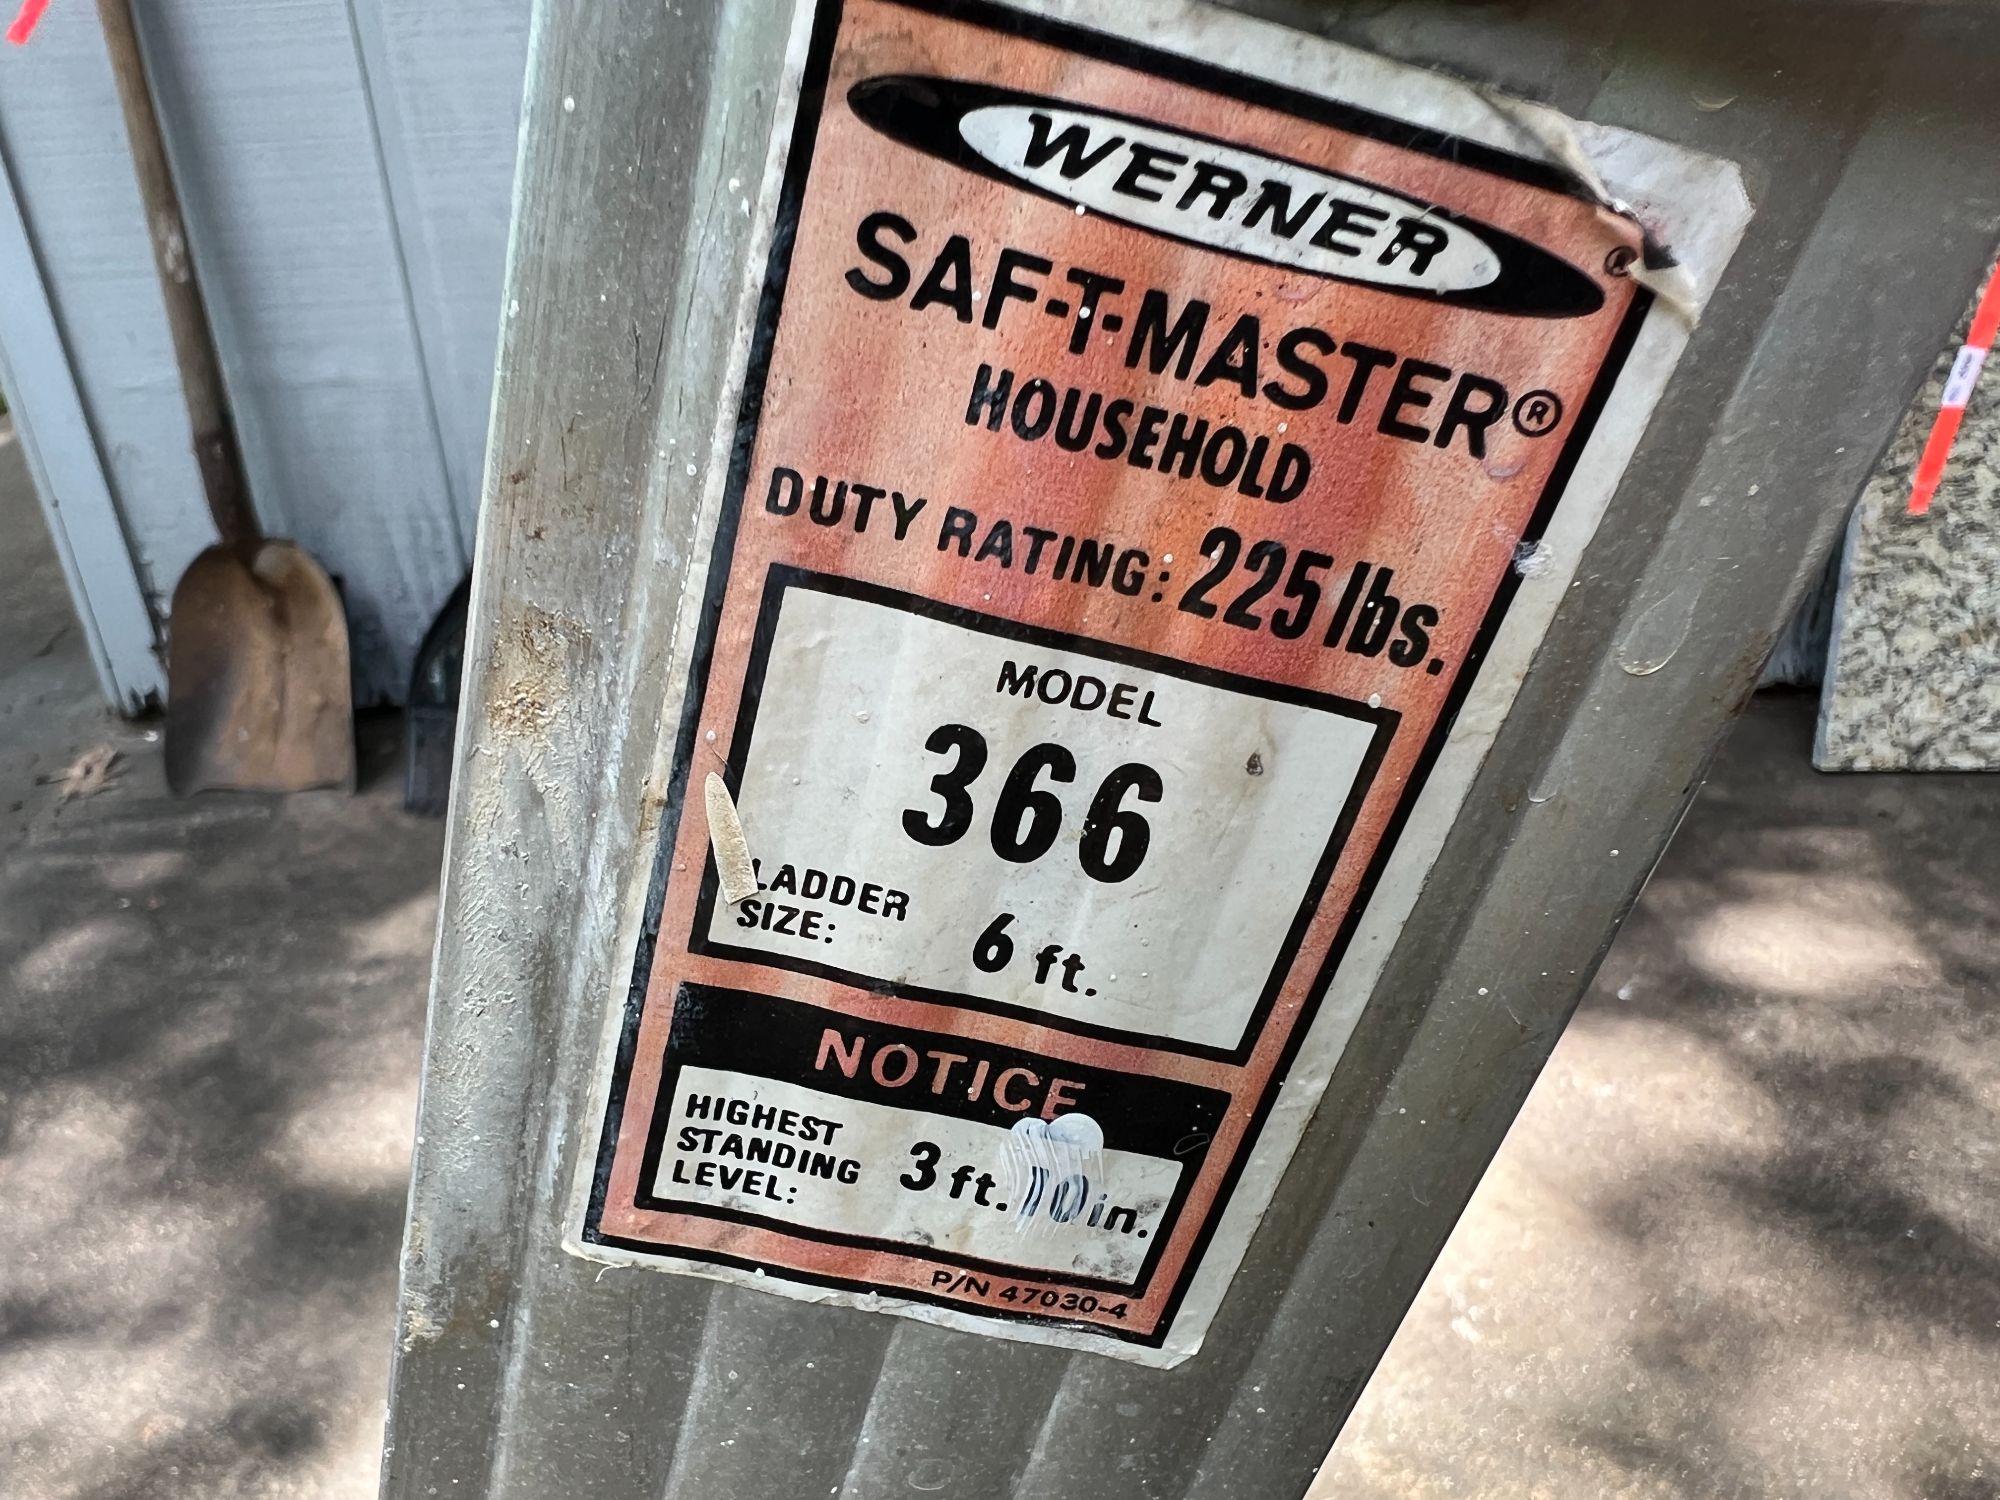 WERNER®
SAF-T-MASTER®
HOUSEHOLD
DUTY RATING: 225 lbs.
MODEL
366
LADDER
SIZE: 6 ft.
NOTICE
HIGHEST
STANDING
LEVEL: 3 ft. 10 in.
P/N 47030-4